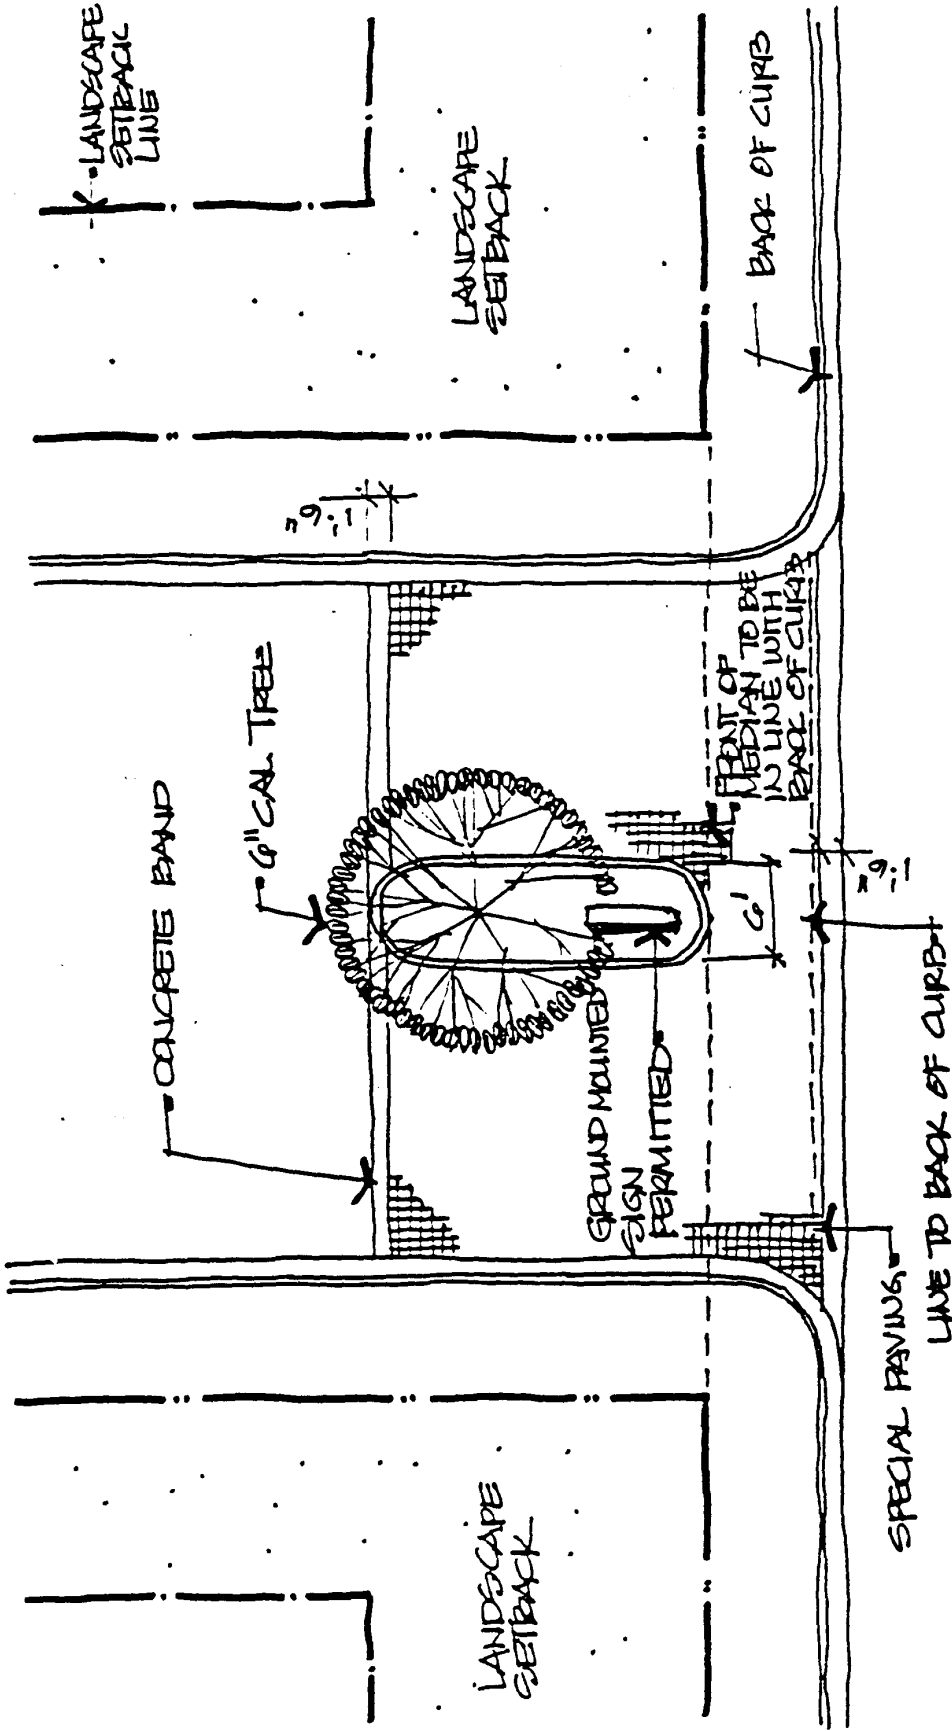 LANDSCAPE
SETBACK
LINE
LANDSCAPE
SETBACK
BACK OF CURB
1'6"
6" CAL TREE
CONCRETE BAND
FRONT OF
MEDIAN TO BE
IN LINE WITH
BACK OF CURB
6'
1'6"
GROUND MOUNTED
SIGN
PERMITTED
LANDSCAPE
SETBACK
SPECIAL PAVING
LINE TO BACK OF CURB